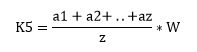 K5 = a1 + a2+ . . +az / z * W